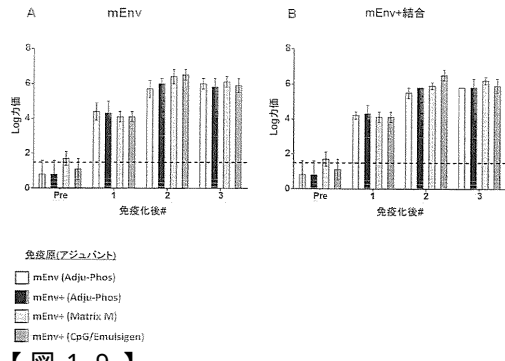 A mEnv
B mEnv+結合
Log力価
8
6
4
2
0
Pre 1 2 3
免疫化後#
Log力価
8
6
4
2
0
Pre 1 2 3
免疫化後#
免疫原(アジュバント)
mEnv (Adju-Phos)
mEnv+ (Adju-Phos)
mEnv+ (Matrix M)
mEnv+ (CpG/Emulsigen)
【図19】